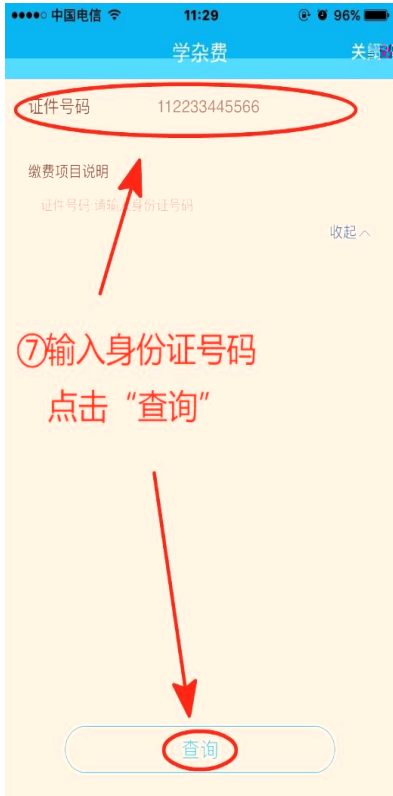 中国电信 11:29 96%
学杂费
证件号码 112233445566
缴费项目说明
证件号码:请输入身份证号码
收起
⑦输入身份证号码
点击“查询”
查询